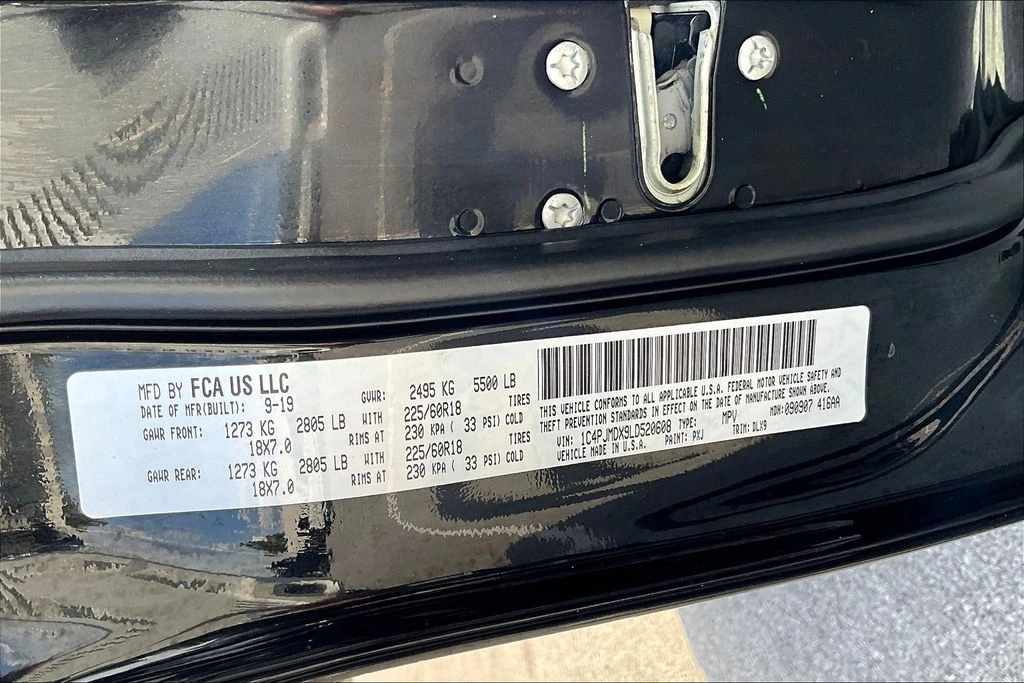 MFD BY FCA US LLC
DATE OF MFR(BUILT): 9-19
GVWR: 2495 KG 5500 LB
GAWR FRONT: 1273 KG 2805 LB WITH 225/60R18 TIRES
18X7.0 RIMS AT 230 KPA ( 33 PSI) COLD
GAWR REAR: 1273 KG 2805 LB WITH 225/60R18 TIRES
18X7.0 RIMS AT 230 KPA ( 33 PSI) COLD
THIS VEHICLE CONFORMS TO ALL APPLICABLE U.S.A. FEDERAL MOTOR VEHICLE SAFETY AND
THEFT PREVENTION STANDARDS IN EFFECT ON THE DATE OF MANUFACTURE SHOWN ABOVE.
VIN: 1C4PJMDX9LD520608 MPV MDH: 090907 416AA
VEHICLE MADE IN U.S.A. PAINT: PXJ TRIM: DLX9